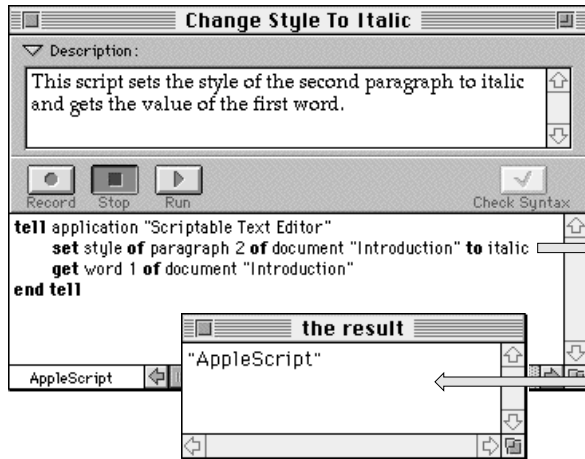 Change Style To Italic
Description:
This script sets the style of the second paragraph to italic
and gets the value of the first word.
Record Stop Run Check Syntax
tell application "Scriptable Text Editor"
set style of paragraph 2 of document "Introduction" to italic
get word 1 of document "Introduction"
end tell
AppleScript
the result
"AppleScript"